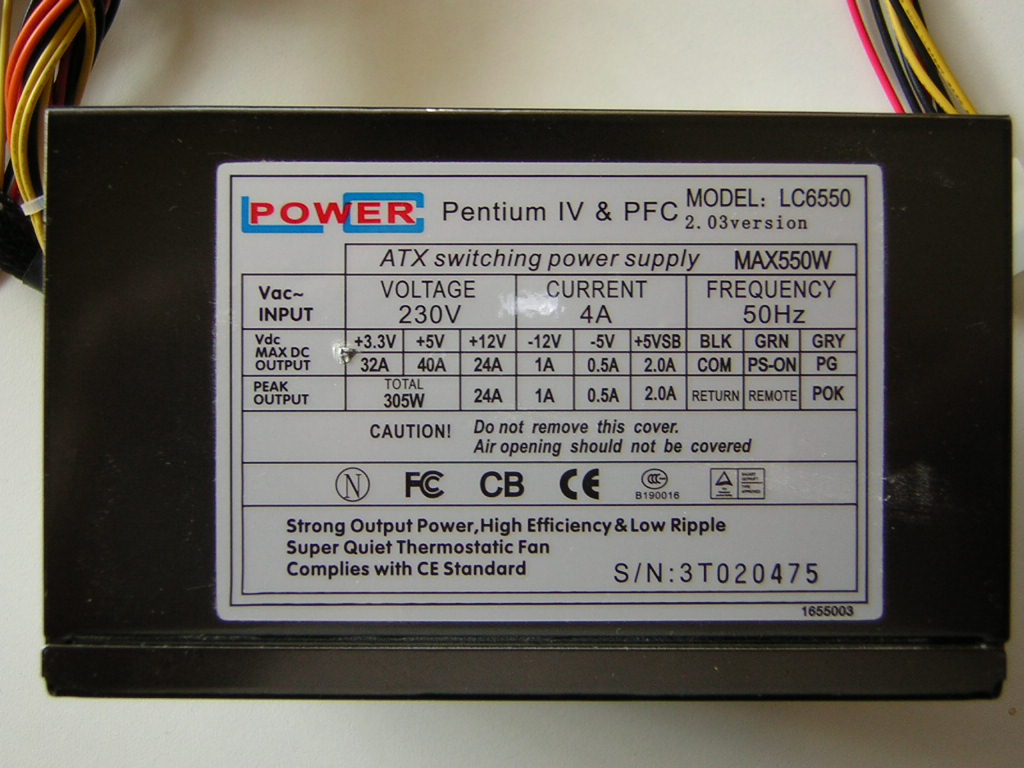 POWER Pentium IV & PFC MODEL: LC6550
2.03version
ATX switching power supply MAX550W
Vac~ INPUT VOLTAGE 230V CURRENT 4A FREQUENCY 50Hz
Vdc MAX DC OUTPUT +3.3V +5V +12V -12V -5V +5VSB BLK GRN GRY
32A 40A 24A 1A 0.5A 2.0A COM PS-ON PG
PEAK OUTPUT TOTAL 305W 24A 1A 0.5A 2.0A RETURN REMOTE POK
CAUTION! Do not remove this cover.
Air opening should not be covered
N FC CB CE CCC
B190016
Strong Output Power,High Efficiency&Low Ripple
Super Quiet Thermostatic Fan
Complies with CE Standard
S/N:3T020475
1655003